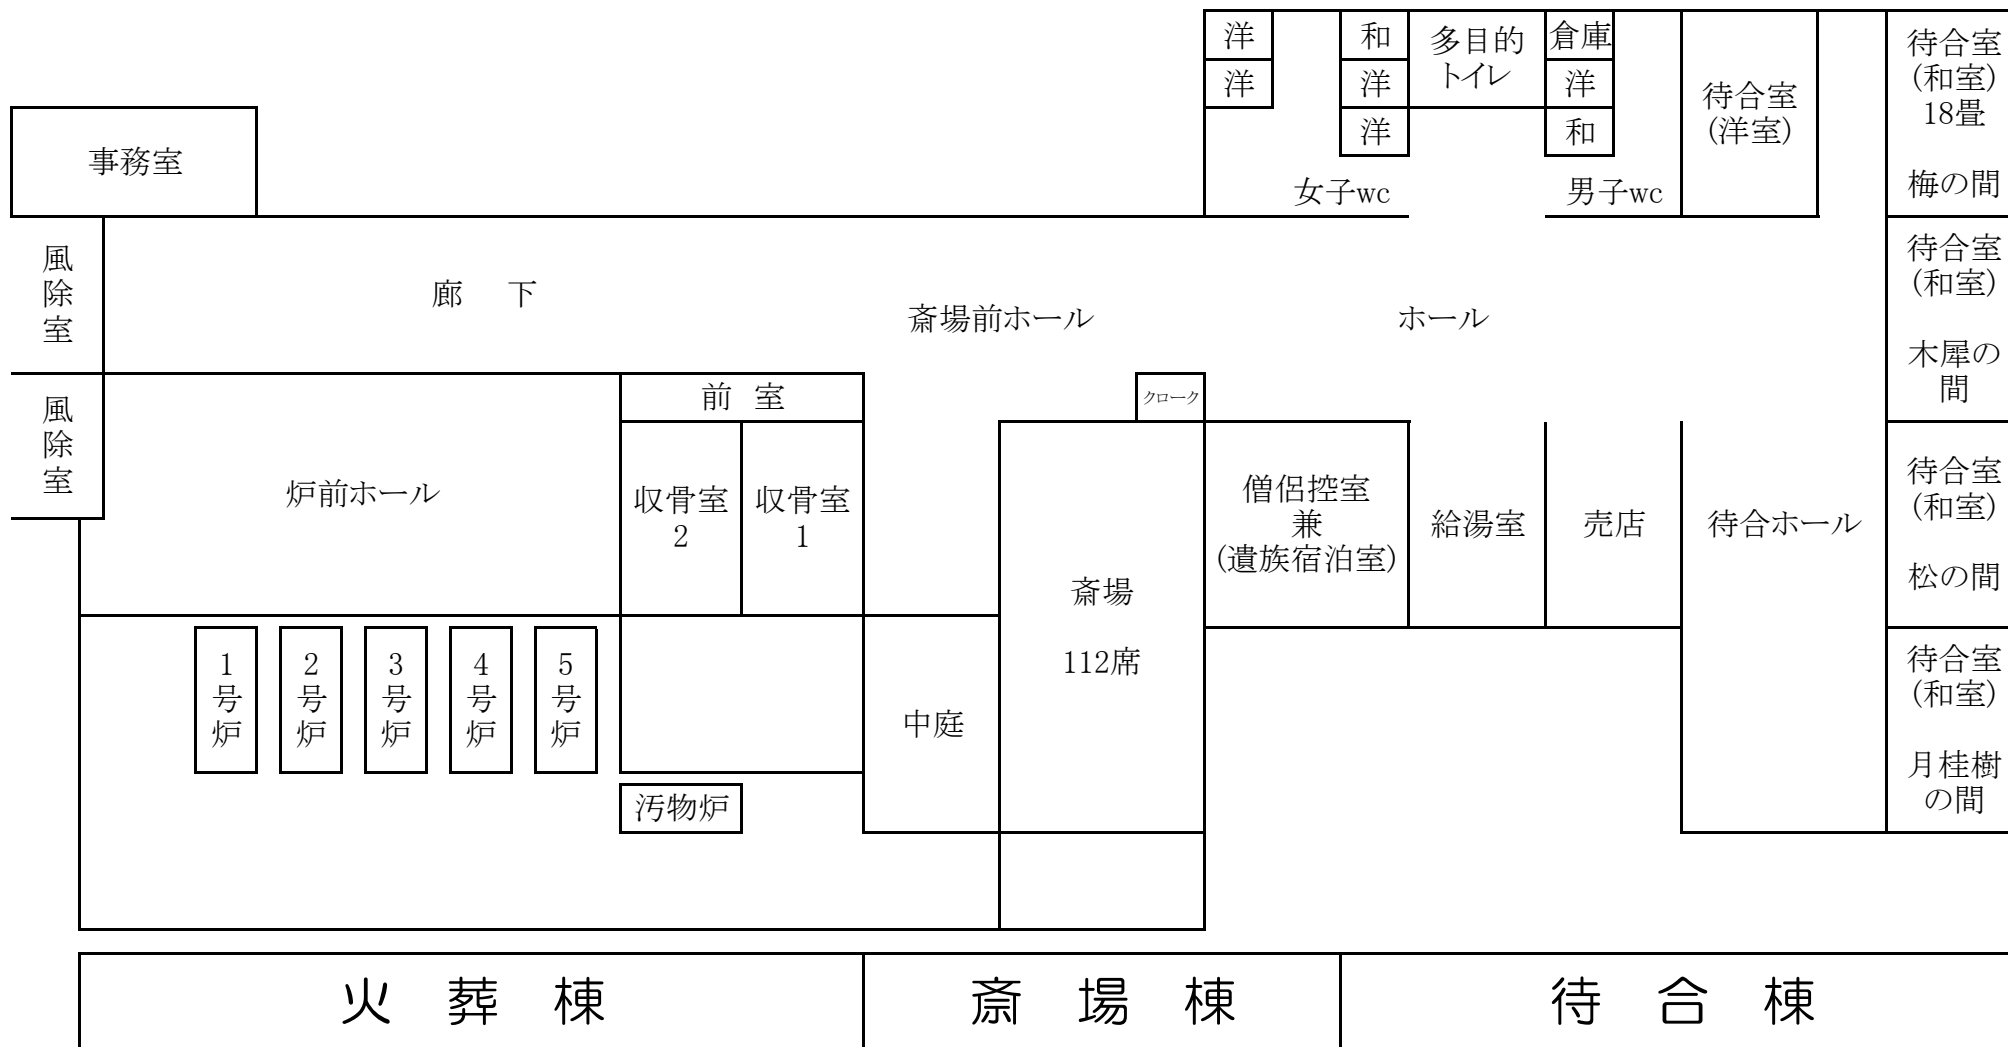 洋
和
多目的
トイレ
倉庫
洋
洋
洋
洋
和
女子wc
男子wc
待合室
(洋室)
待合室
(和室)
18畳
梅の間
事務室
風除室
廊 下
斎場前ホール
ホール
待合室
(和室)
木犀の
間
風除室
炉前ホール
前 室
収骨室
2
収骨室
1
クローク
斎場
112席
僧侶控室
兼
(遺族宿泊室)
給湯室
売店
待合ホール
待合室
(和室)
松の間
1号炉
2号炉
3号炉
4号炉
5号炉
汚物炉
中庭
待合室
(和室)
月桂樹
の間
火 葬 棟
斎 場 棟
待 合 棟